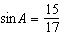 sin A = 15/17